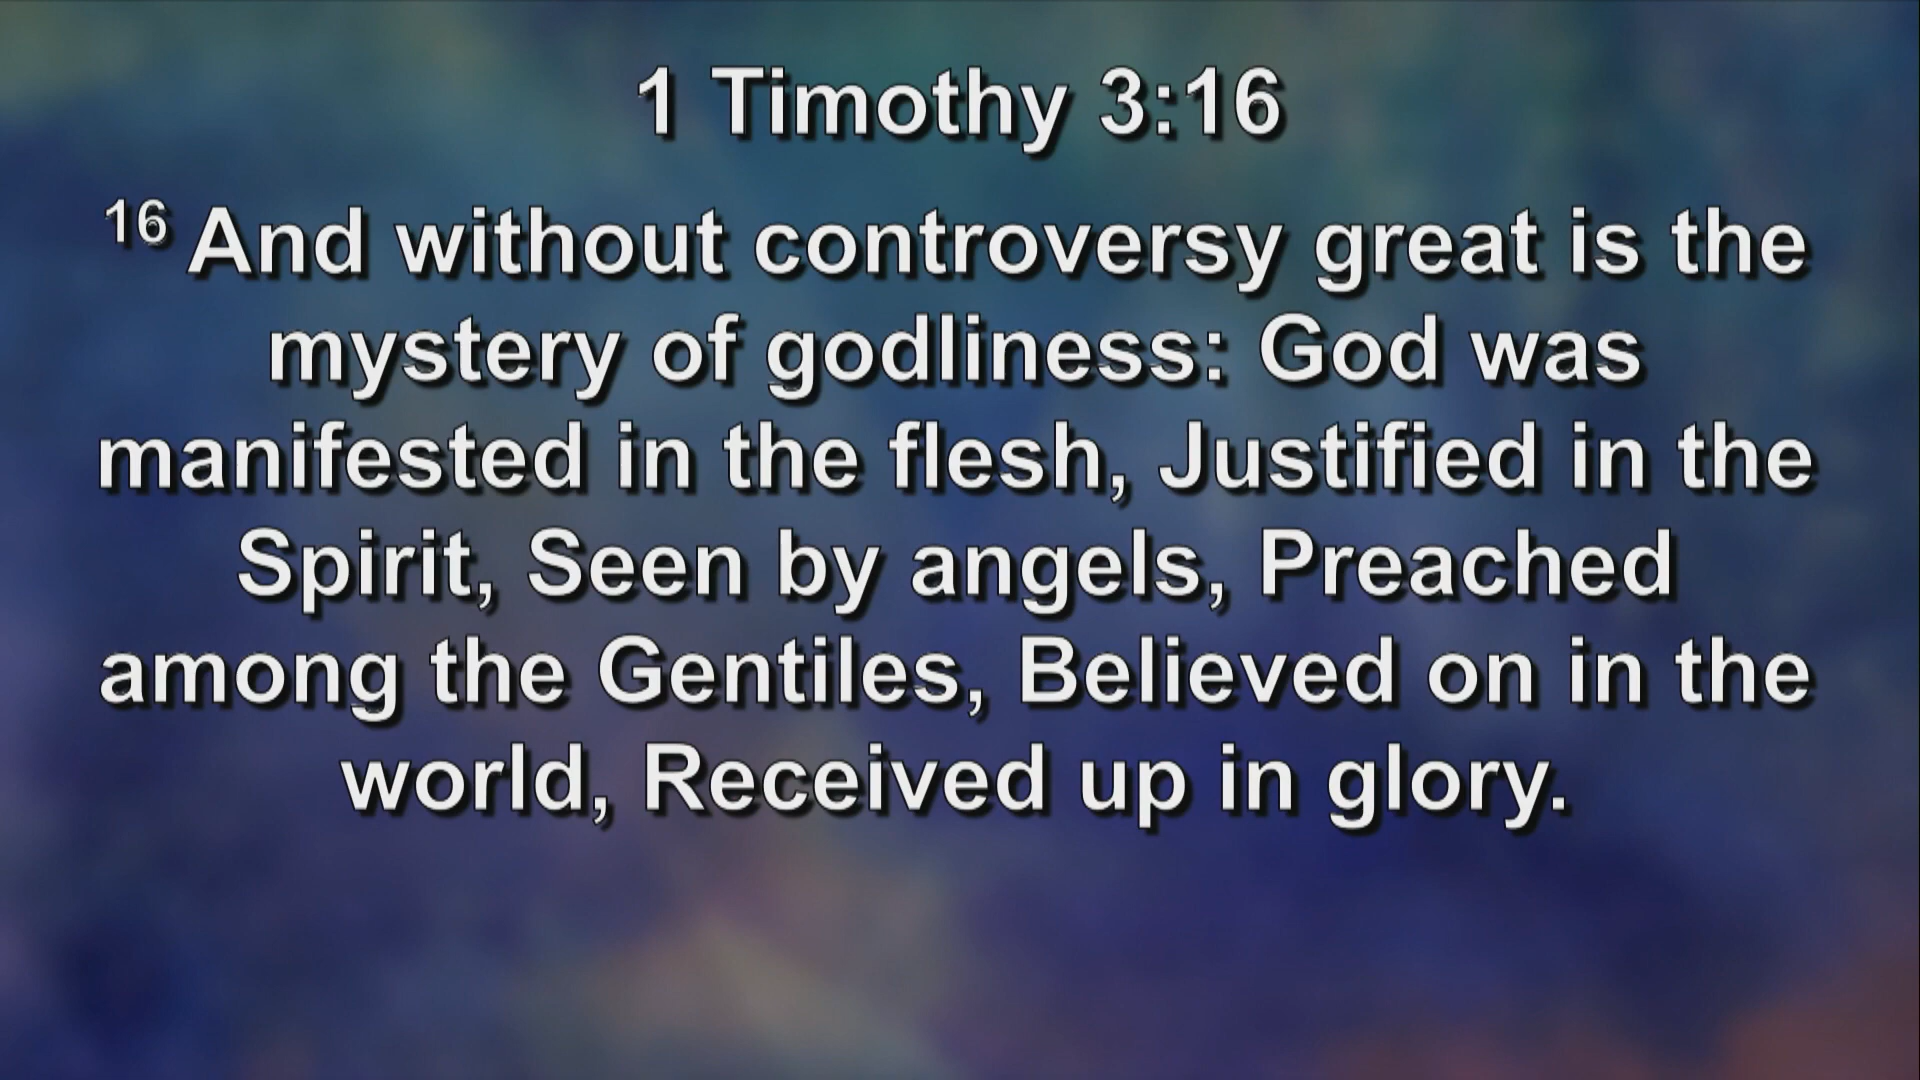 1 Timothy 3:16
16 And without controversy great is the
mystery of godliness: God was
manifested in the flesh, Justified in the
Spirit, Seen by angels, Preached
among the Gentiles, Believed on in the
world, Received up in glory.